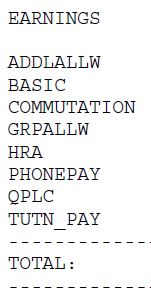 EARNINGS
ADDLALLW
BASIC
COMMUTATION
GRPALLW
HRA
PHONEPAY
QPLC
TUTN_PAY
-------------
TOTAL:
-------------